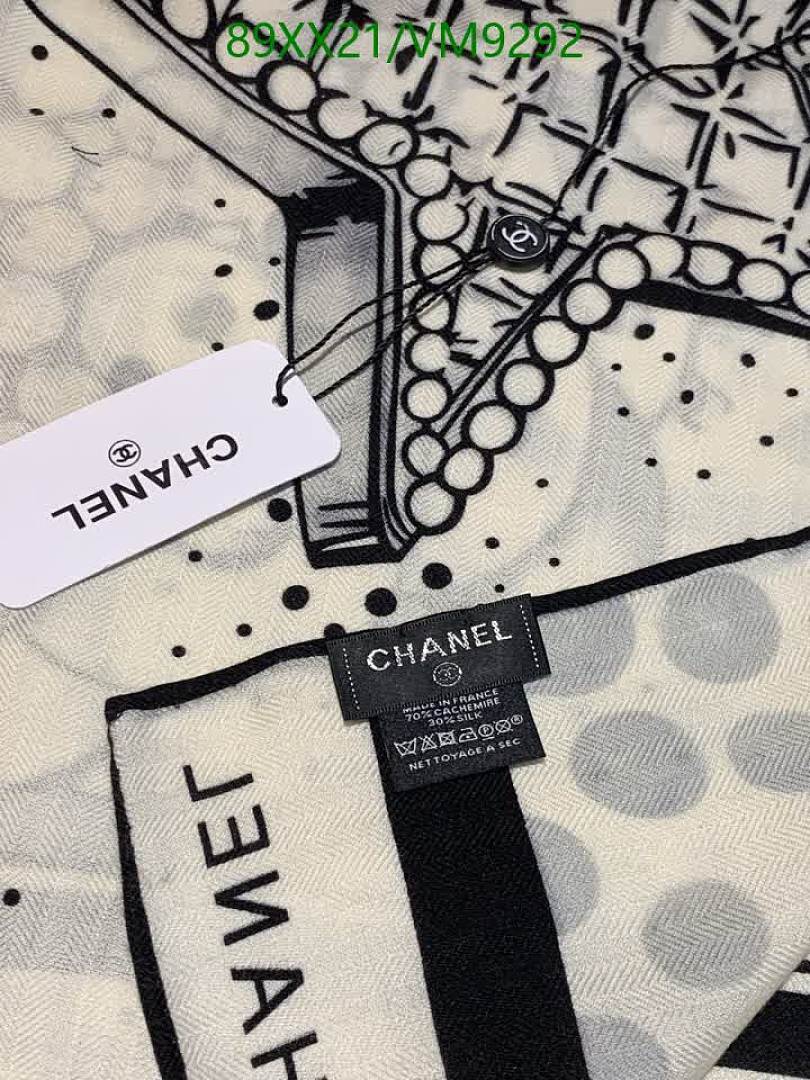 89XX21/VM9292
CHANEL
CHANEL
MADE IN FRANCE
70% CACHEMIRE
30% SILK
NETTOYAGE A SEC
CHANEL